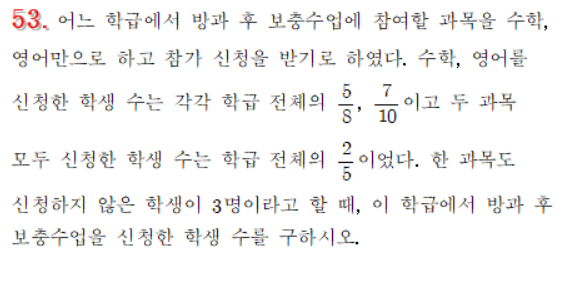 53. 어느 학급에서 방과 후 보충수업에 참여할 과목을 수학,
영어만으로 하고 참가 신청을 받기로 하였다. 수학, 영어를
신청한 학생 수는 각각 학급 전체의 5/8, 7/10이고 두 과목
모두 신청한 학생 수는 학급 전체의 2/5이었다. 한 과목도
신청하지 않은 학생이 3명이라고 할 때, 이 학급에서 방과 후
보충수업을 신청한 학생 수를 구하시오.